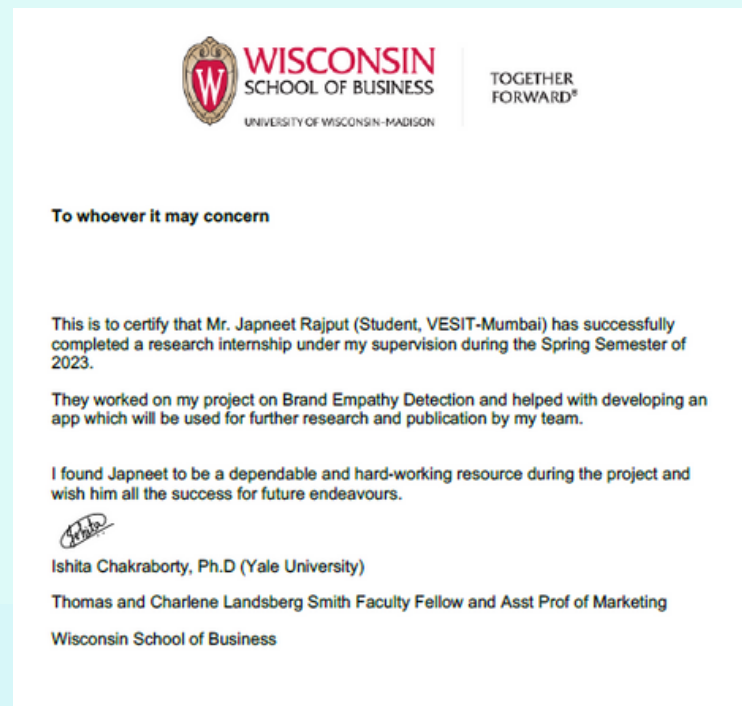 W
WISCONSIN
SCHOOL OF BUSINESS
UNIVERSITY OF WISCONSIN-MADISON
TOGETHER
FORWARD®
To whoever it may concern
This is to certify that Mr. Japneet Rajput (Student, VESIT-Mumbai) has successfully
completed a research internship under my supervision during the Spring Semester of
2023.
They worked on my project on Brand Empathy Detection and helped with developing an
app which will be used for further research and publication by my team.
I found Japneet to be a dependable and hard-working resource during the project and
wish him all the success for future endeavours.
Ishita
Ishita Chakraborty, Ph.D (Yale University)
Thomas and Charlene Landsberg Smith Faculty Fellow and Asst Prof of Marketing
Wisconsin School of Business